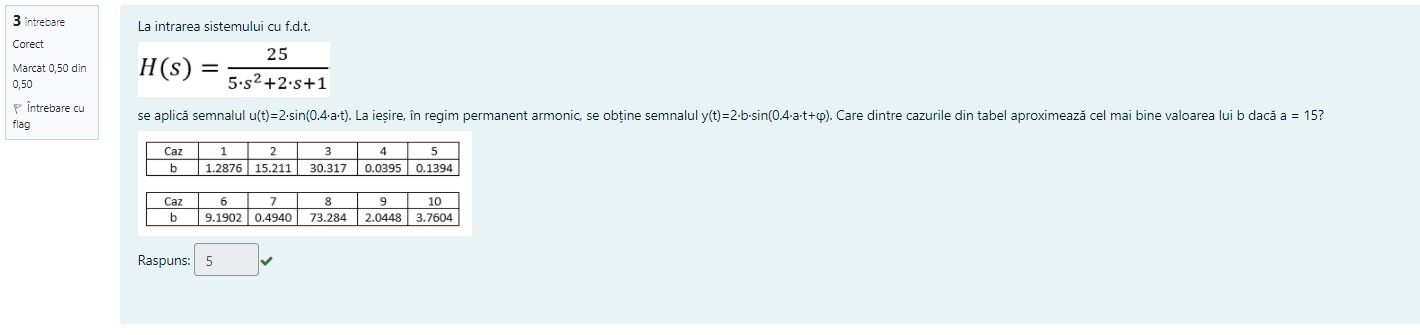 3 întrebare
Corect
Marcat 0,50 din
0,50
Întrebare cu
flag
La intrarea sistemului cu f.d.t.
H(s) = 25 / 5·s²+2·s+1
se aplică semnalul u(t)=2·sin(0.4·a·t). La ieșire, în regim permanent armonic, se obține semnalul y(t)=2·b·sin(0.4·a·t+φ). Care dintre cazurile din tabel aproximează cel mai bine valoarea lui b dacă a = 15?
Caz 1 2 3 4 5
b 1.2876 15.211 30.317 0.0395 0.1394
Caz 6 7 8 9 10
b 9.1902 0.4940 73.284 2.0448 3.7604
Raspuns: 5